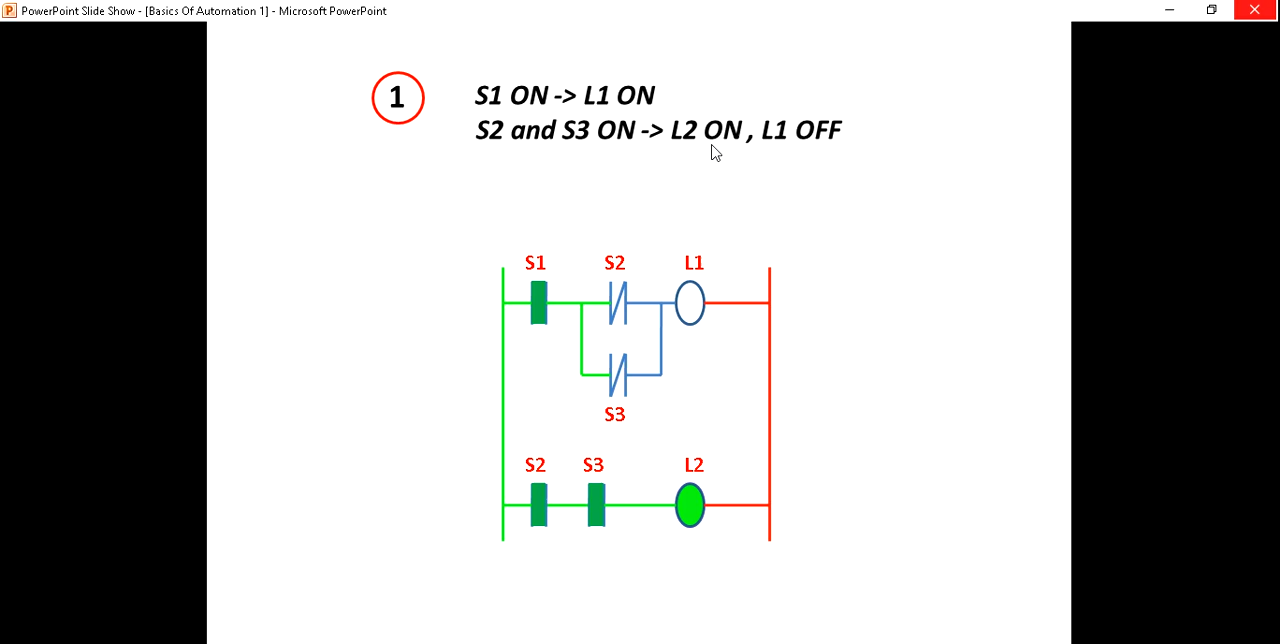 PowerPoint Slide Show - [Basics Of Automation 1] - Microsoft PowerPoint
1
S1 ON -> L1 ON
S2 and S3 ON -> L2 ON , L1 OFF
S1 S2 L1
S3
S2 S3 L2